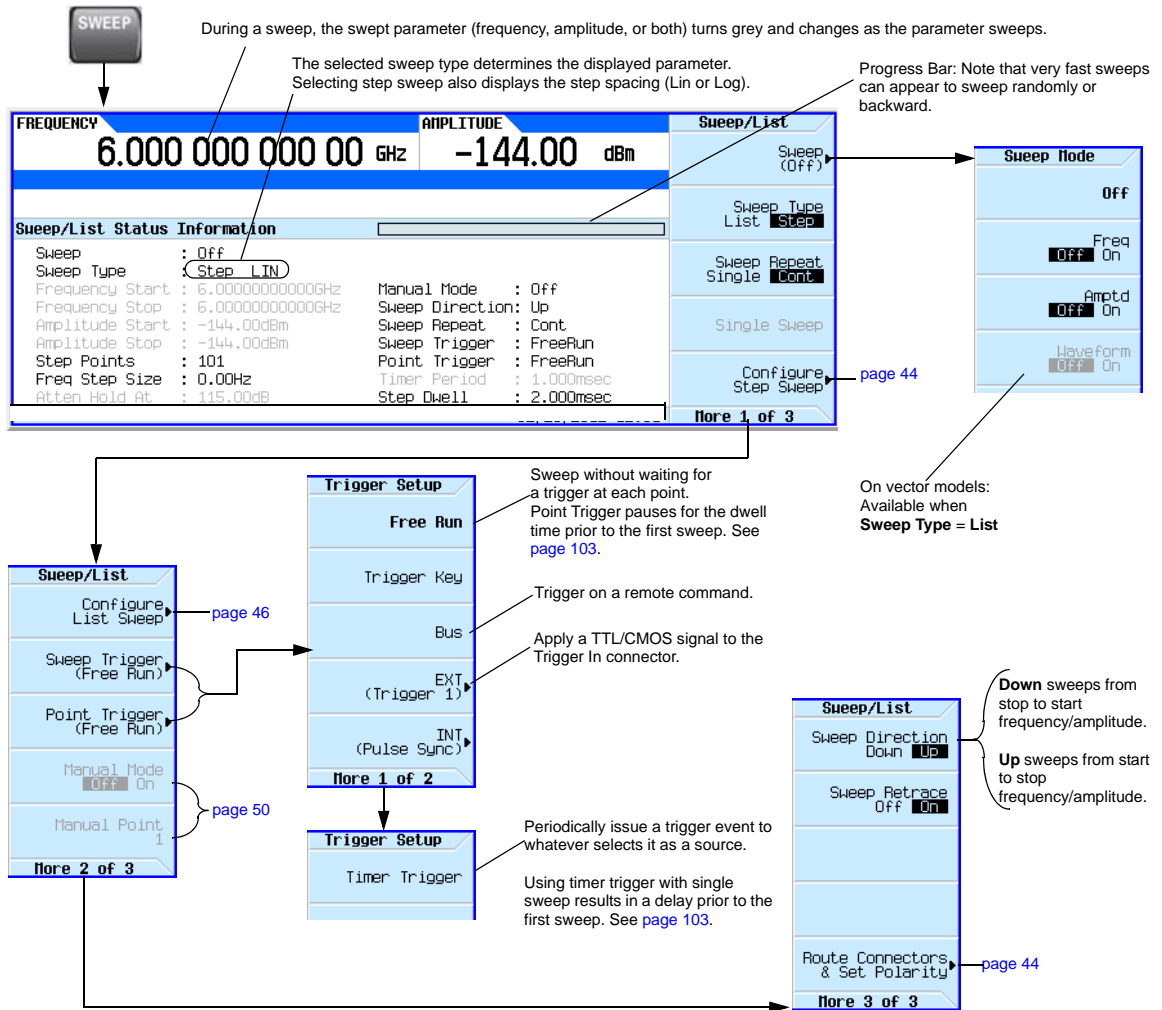 SWEEP
During a sweep, the swept parameter (frequency, amplitude, or both) turns grey and changes as the parameter sweeps.
The selected sweep type determines the displayed parameter.
Selecting step sweep also displays the step spacing (Lin or Log).
Progress Bar: Note that very fast sweeps
can appear to sweep randomly or
backward.
FREQUENCY
6.000 000 000 00 GHz
AMPLITUDE
-144.00 dBm
Sweep/List Status Information
Sweep : Off
Sweep Type : Step LIN
Frequency Start : 6.00000000000GHz
Frequency Stop : 6.00000000000GHz
Amplitude Start : -144.00dBm
Amplitude Stop : -144.00dBm
Step Points : 101
Freq Step Size : 0.00Hz
Atten Hold At : 115.00dB
Manual Mode : Off
Sweep Direction: Up
Sweep Repeat : Cont
Sweep Trigger : FreeRun
Point Trigger : FreeRun
Timer Period : 1.000msec
Step Dwell : 2.000msec
Sweep/List
Sweep
(Off)
Sweep Type
List Step
Sweep Repeat
Single Cont
Single Sweep
Configure
Step Sweep
More 1 of 3
page 44
Sweep Mode
Off
Freq
Off On
Amptd
Off On
Waveform
Off On
On vector models:
Available when
Sweep Type = List
Sweep/List
Configure
List Sweep
page 46
Sweep Trigger
(Free Run)
Point Trigger
(Free Run)
Manual Mode
Off On
Manual Point
1
page 50
More 2 of 3
Trigger Setup
Free Run
Trigger Key
Bus
EXT
(Trigger 1)
INT
(Pulse Sync)
More 1 of 2
Sweep without waiting for
a trigger at each point.
Point Trigger pauses for the dwell
time prior to the first sweep. See
page 103.
Trigger on a remote command.
Apply a TTL/CMOS signal to the
Trigger In connector.
Trigger Setup
Timer Trigger
Periodically issue a trigger event to
whatever selects it as a source.
Using timer trigger with single
sweep results in a delay prior to the
first sweep. See page 103.
Sweep/List
Sweep Direction
Down Up
Sweep Retrace
Off On
Route Connectors
& Set Polarity
More 3 of 3
page 44
Down sweeps from
stop to start
frequency/amplitude.
Up sweeps from start
to stop
frequency/amplitude.